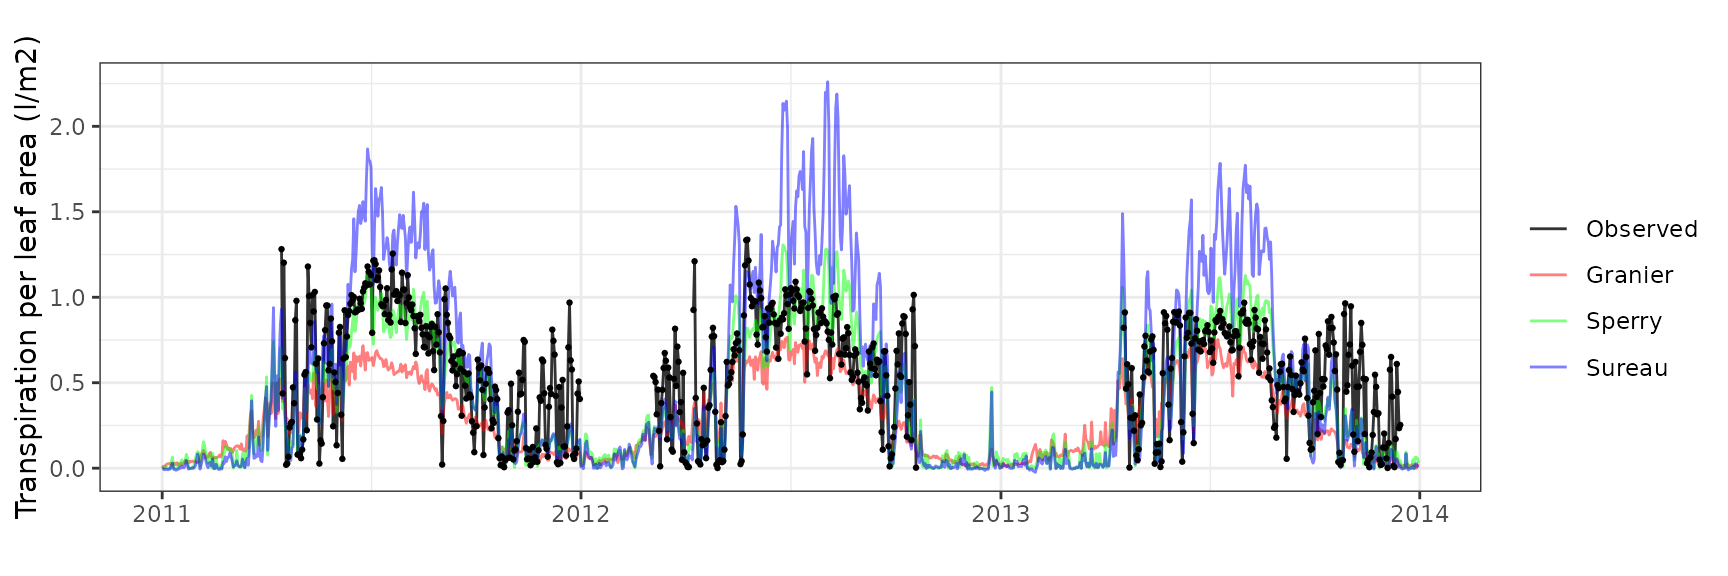 Transpiration per leaf area (l/m2)
2.0
1.5
1.0
0.5
0.0
2011
2012
2013
2014
Observed
Granier
Sperry
Sureau